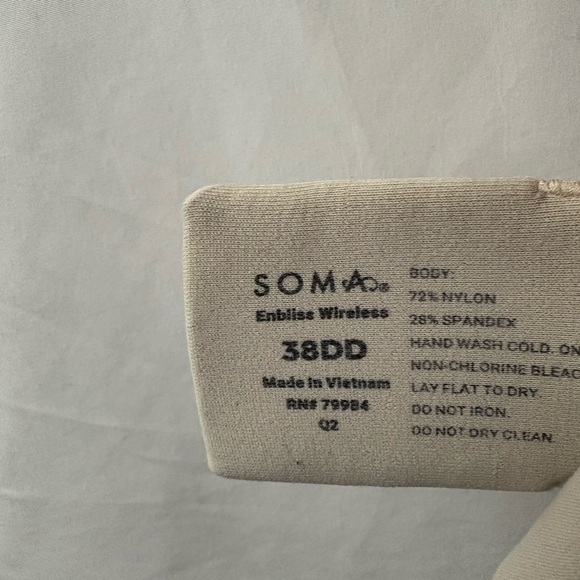 SOMA®
Enbliss Wireless
38DD
Made in Vietnam
RN# 79984
Q2
BODY:
72% NYLON
28% SPANDEX
HAND WASH COLD. ON
NON-CHLORINE BLEAC
LAY FLAT TO DRY.
DO NOT IRON.
DO NOT DRY CLEAN.